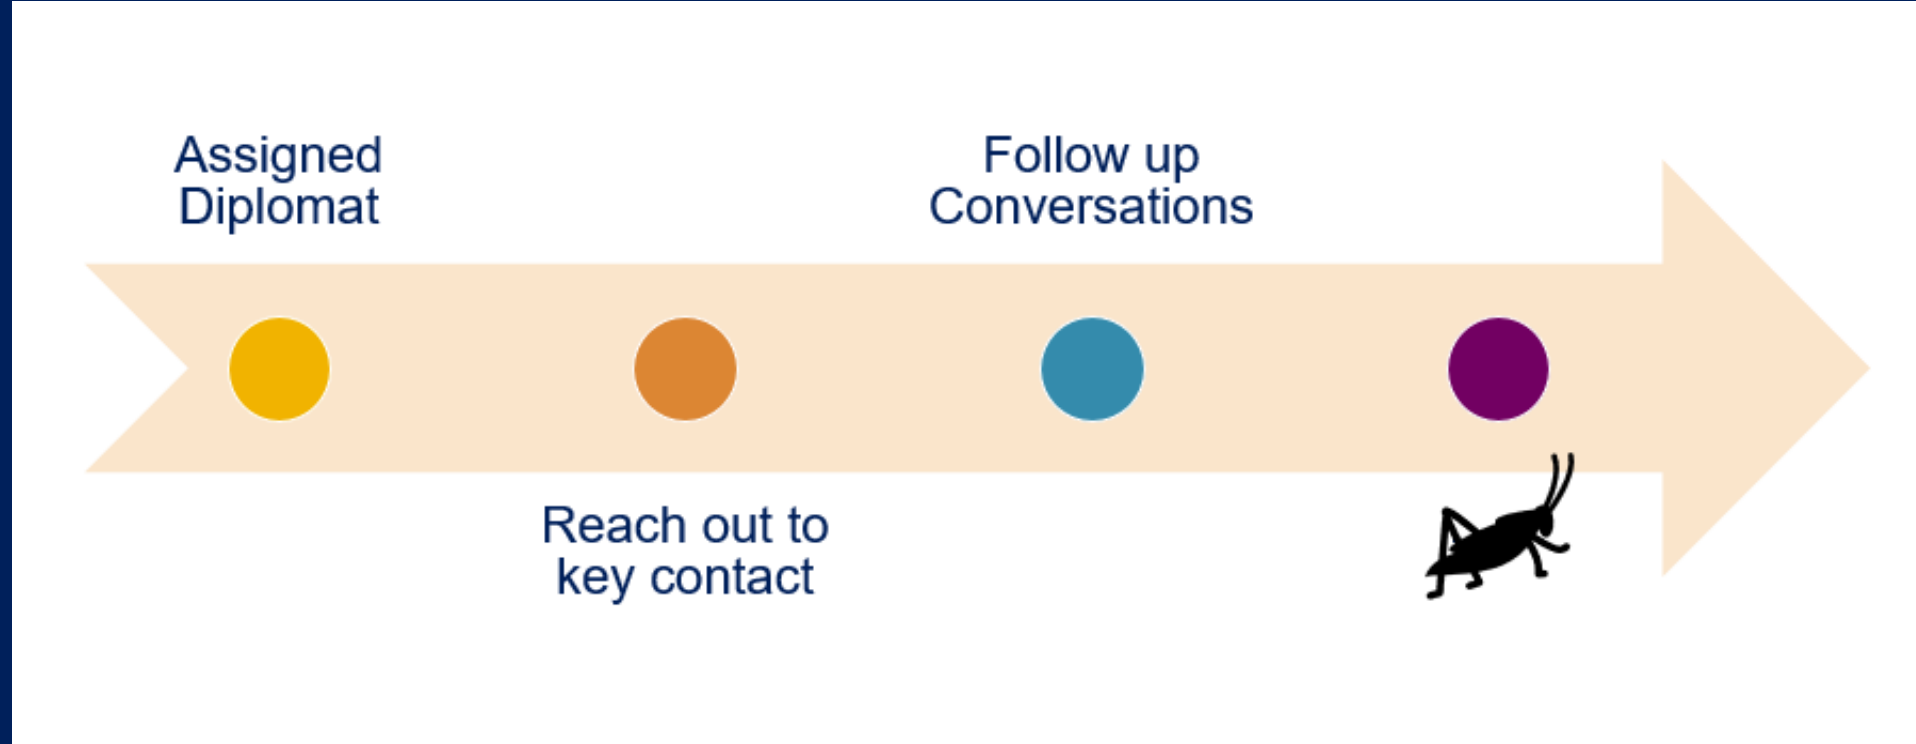 Assigned
Diplomat
Reach out to
key contact
Follow up
Conversations